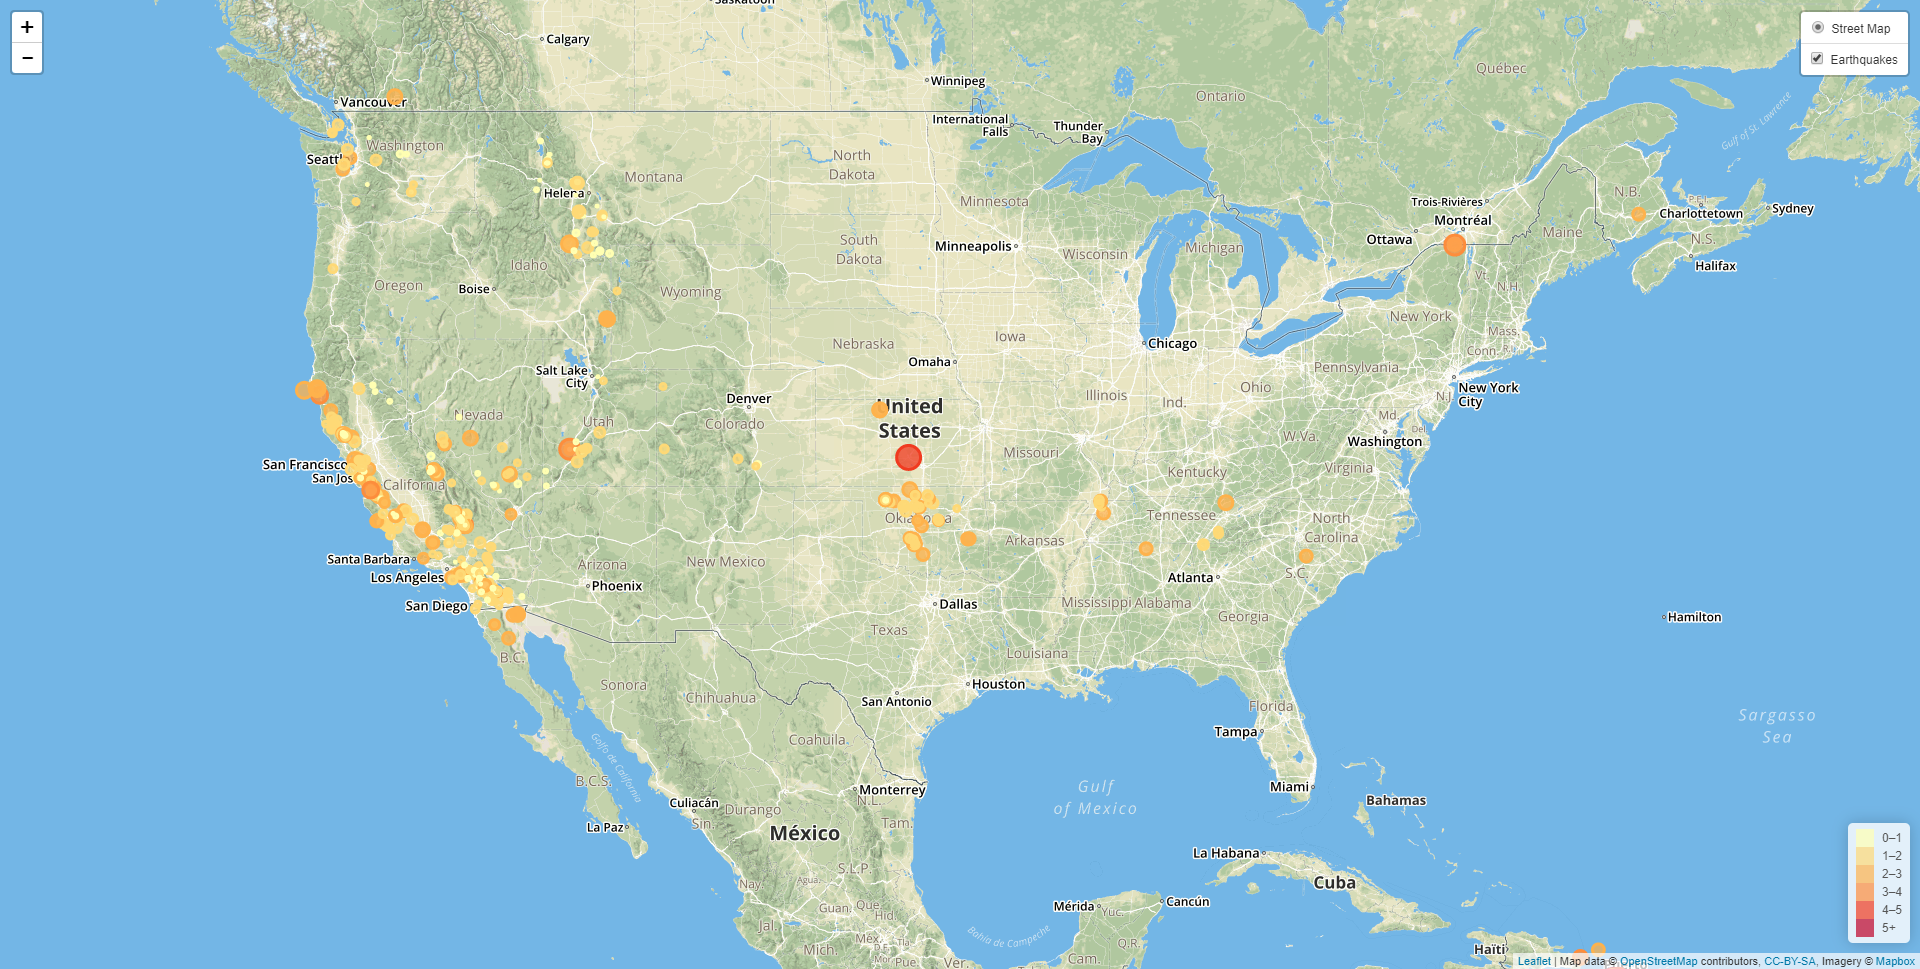 +
−
Street Map
Earthquakes
Saskatoon
Calgary
Winnipeg
Québec
Ontario
Vancouver
International
Falls
Thunder
Bay
Gulf of St. Lawrence
Washington
Seattl
North
Dakota
Montana
Helena
Minnesota
N.B.
P.E.I.
Trois-Rivières
Montréal
Charlottetown
Sydney
Ottawa
Maine
N.S.
Halifax
South
Dakota
Minneapolis
Wisconsin
Michigan
Idaho
Oregon
Boise
Wyoming
Vt.
N.H.
New York
Mass.
Conn.
R.I.
Nebraska
Iowa
Omaha
Chicago
Salt Lake
City
Pennsylvania
New York
City
N.J.
Denver
Colorado
Nevada
Utah
United
States
Illinois
Ind.
Ohio
Md.
Del
W.Va.
Washington
Missouri
Kentucky
Virginia
San Francisco
San Jos
California
Oklahoma
Tennessee
North
Carolina
Arkansas
Santa Barbara
Los Angeles
Arizona
New Mexico
Phoenix
Atlanta
S.C.
San Diego
Dallas
Mississippi
Alabama
Georgia
Hamilton
Texas
Louisiana
B.C.
Sonora
Chihuahua
Houston
San Antonio
Florida
Tampa
Sargasso
Sea
Golfo de California
Coahuila
B.C.S.
Monterrey
N.L.
Gulf
of Mexico
Miami
Bahamas
Culiacán
Sin.
Durango
La Paz
México
Tam.
La Habana
Cuba
S.L.P.
Nay.
Agua.
Guan.
Que.
Hid.
Mérida
Yuc.
Cancún
Jal.
Mich.
Mex.
D.F.
Tla.
Mor.
Pue.
Ver.
Bahía de Campeche
Q.R.
Cam.
Haïti
0–1
1–2
2–3
3–4
4–5
5+
Leaflet | Map data © OpenStreetMap contributors, CC-BY-SA, Imagery © Mapbox